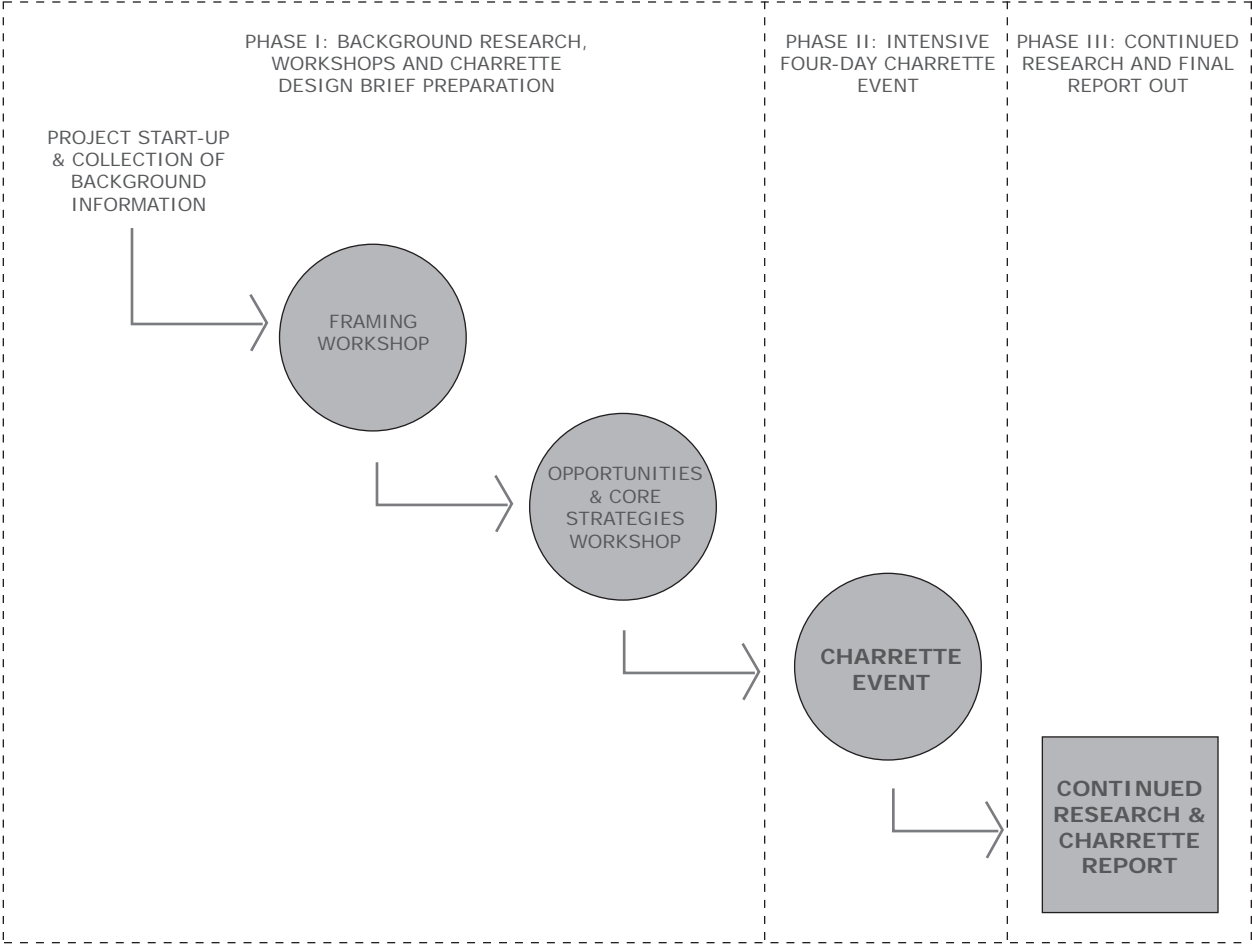 PHASE I: BACKGROUND RESEARCH,
WORKSHOPS AND CHARRETTE
DESIGN BRIEF PREPARATION
PHASE II: INTENSIVE
FOUR-DAY CHARRETTE
EVENT
PHASE III: CONTINUED
RESEARCH AND FINAL
REPORT OUT
PROJECT START-UP
& COLLECTION OF
BACKGROUND
INFORMATION
FRAMING
WORKSHOP
OPPORTUNITIES
& CORE
STRATEGIES
WORKSHOP
CHARRETTE
EVENT
CONTINUED
RESEARCH &
CHARRETTE
REPORT